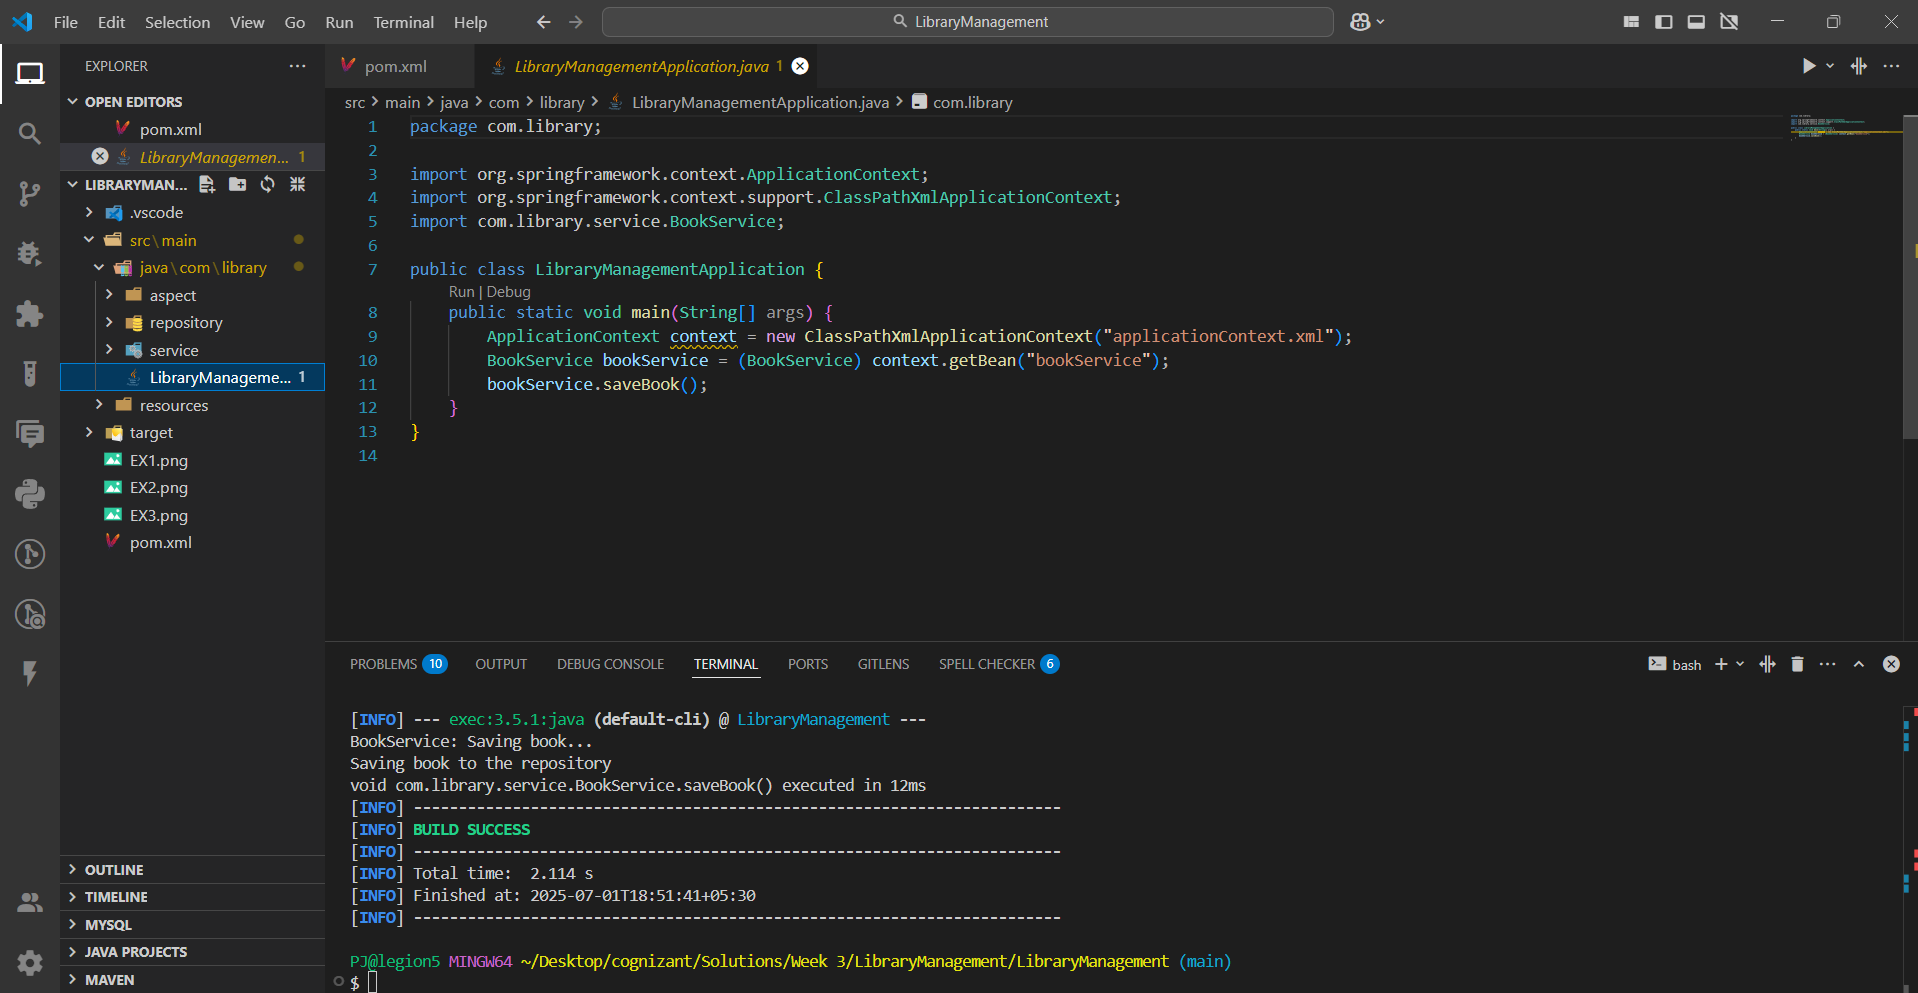 File Edit Selection View Go Run Terminal Help
LibraryManagement
EXPLORER
OPEN EDITORS
pom.xml
LibraryManagemen... 1
LIBRARYMAN...
.vscode
src\main
java\com\library
aspect
repository
service
LibraryManageme... 1
resources
target
EX1.png
EX2.png
EX3.png
pom.xml
OUTLINE
TIMELINE
MYSQL
JAVA PROJECTS
MAVEN
pom.xml
LibraryManagementApplication.java 1
src > main > java > com > library > LibraryManagementApplication.java > com.library
1 package com.library;
2
3 import org.springframework.context.ApplicationContext;
4 import org.springframework.context.support.ClassPathXmlApplicationContext;
5 import com.library.service.BookService;
6
7 public class LibraryManagementApplication {
Run | Debug
8 public static void main(String[] args) {
9 ApplicationContext context = new ClassPathXmlApplicationContext("applicationContext.xml");
10 BookService bookService = (BookService) context.getBean("bookService");
11 bookService.saveBook();
12 }
13 }
14
PROBLEMS 10 OUTPUT DEBUG CONSOLE TERMINAL PORTS GITLENS SPELL CHECKER 6
bash
[INFO] --- exec:3.5.1:java (default-cli) @ LibraryManagement ---
BookService: Saving book...
Saving book to the repository
void com.library.service.BookService.saveBook() executed in 12ms
[INFO] ------------------------------------------------------------------------
[INFO] BUILD SUCCESS
[INFO] ------------------------------------------------------------------------
[INFO] Total time:  2.114 s
[INFO] Finished at: 2025-07-01T18:51:41+05:30
[INFO] ------------------------------------------------------------------------
PJ@legion5 MINGW64 ~/Desktop/cognizant/Solutions/Week 3/LibraryManagement/LibraryManagement (main)
$